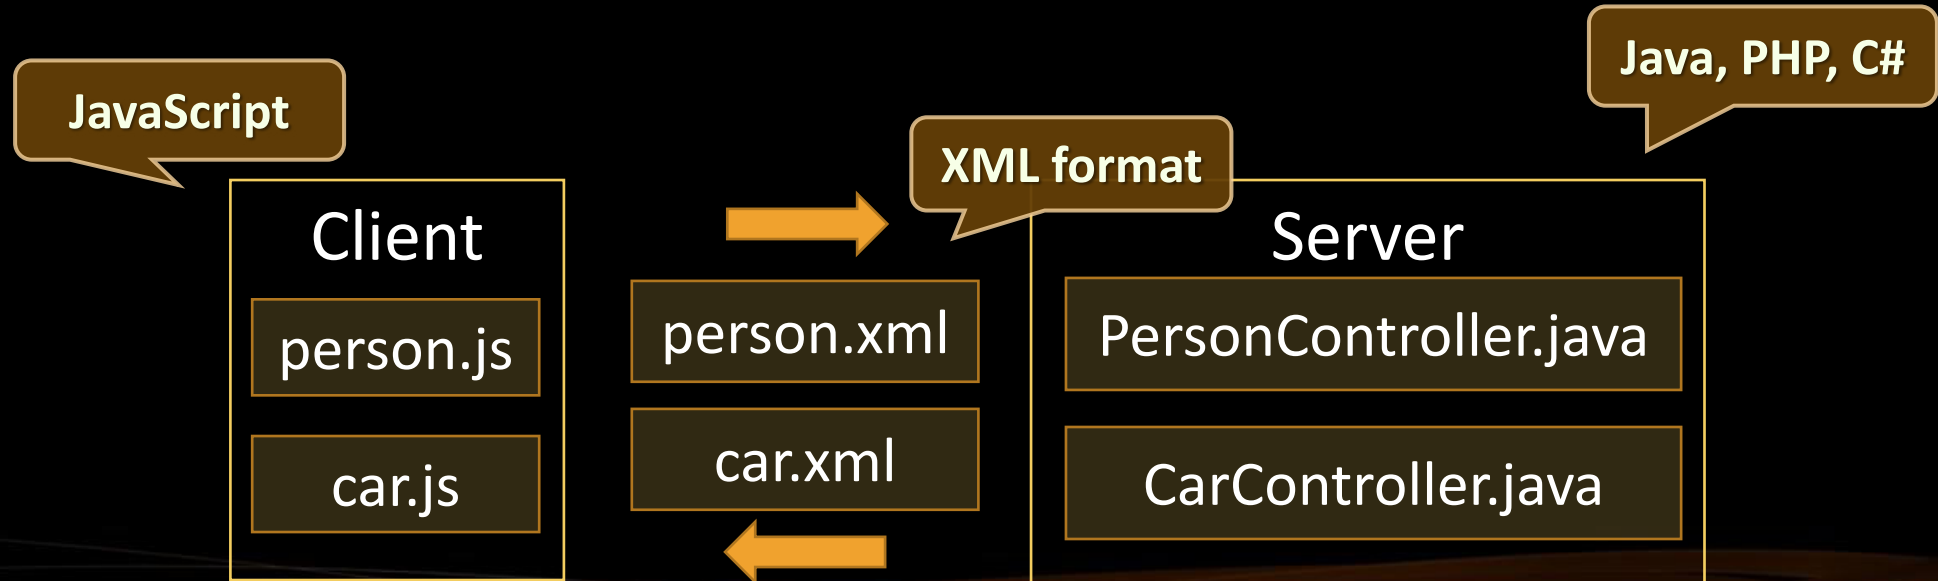 JavaScript
Java, PHP, C#
XML format
Client
Server
person.js
person.xml
PersonController.java
car.js
car.xml
CarController.java